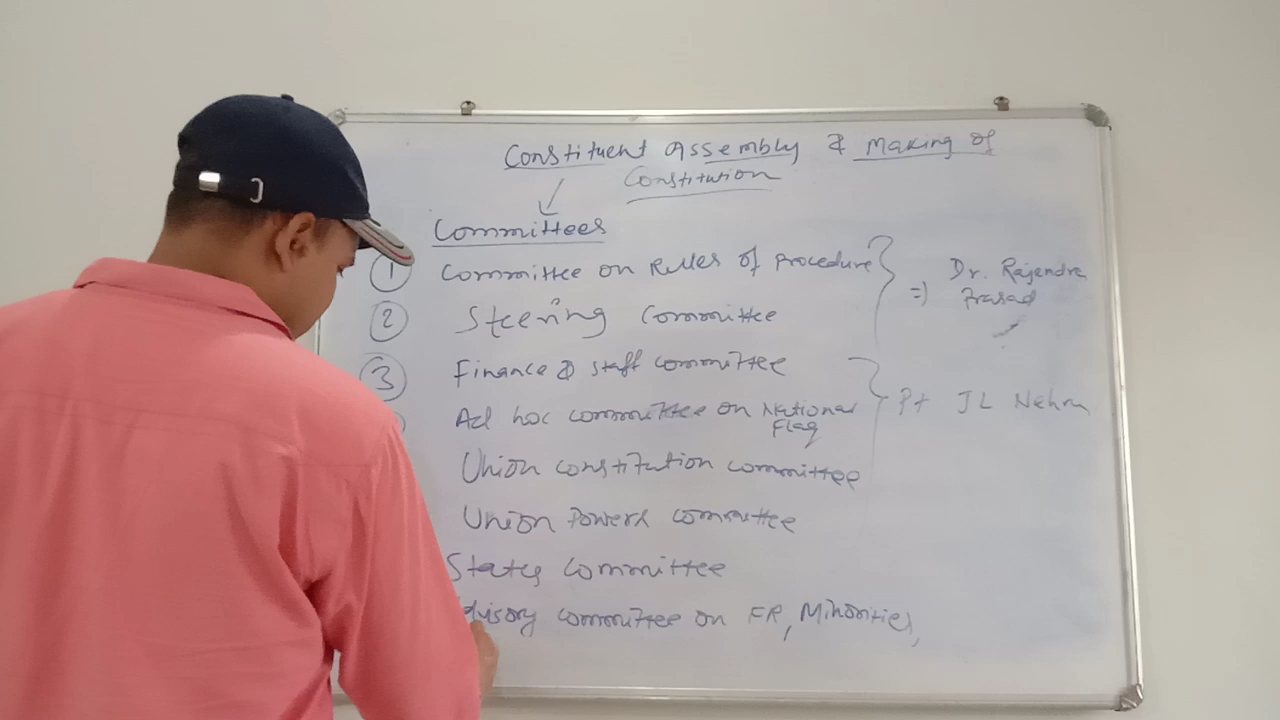 Constituent Assembly & Making of
Constitution
Committees
1 Committee on Rules of Procedure
=) Dr. Rajendra
Prasad
2 Steering Committee
3 Finance & staff committee
Ad hoc committee on National
Flag
Pt JL Nehru
Union constitution committee
Union Powers committee
States Committee
dvisory committee on FR, Minorities,